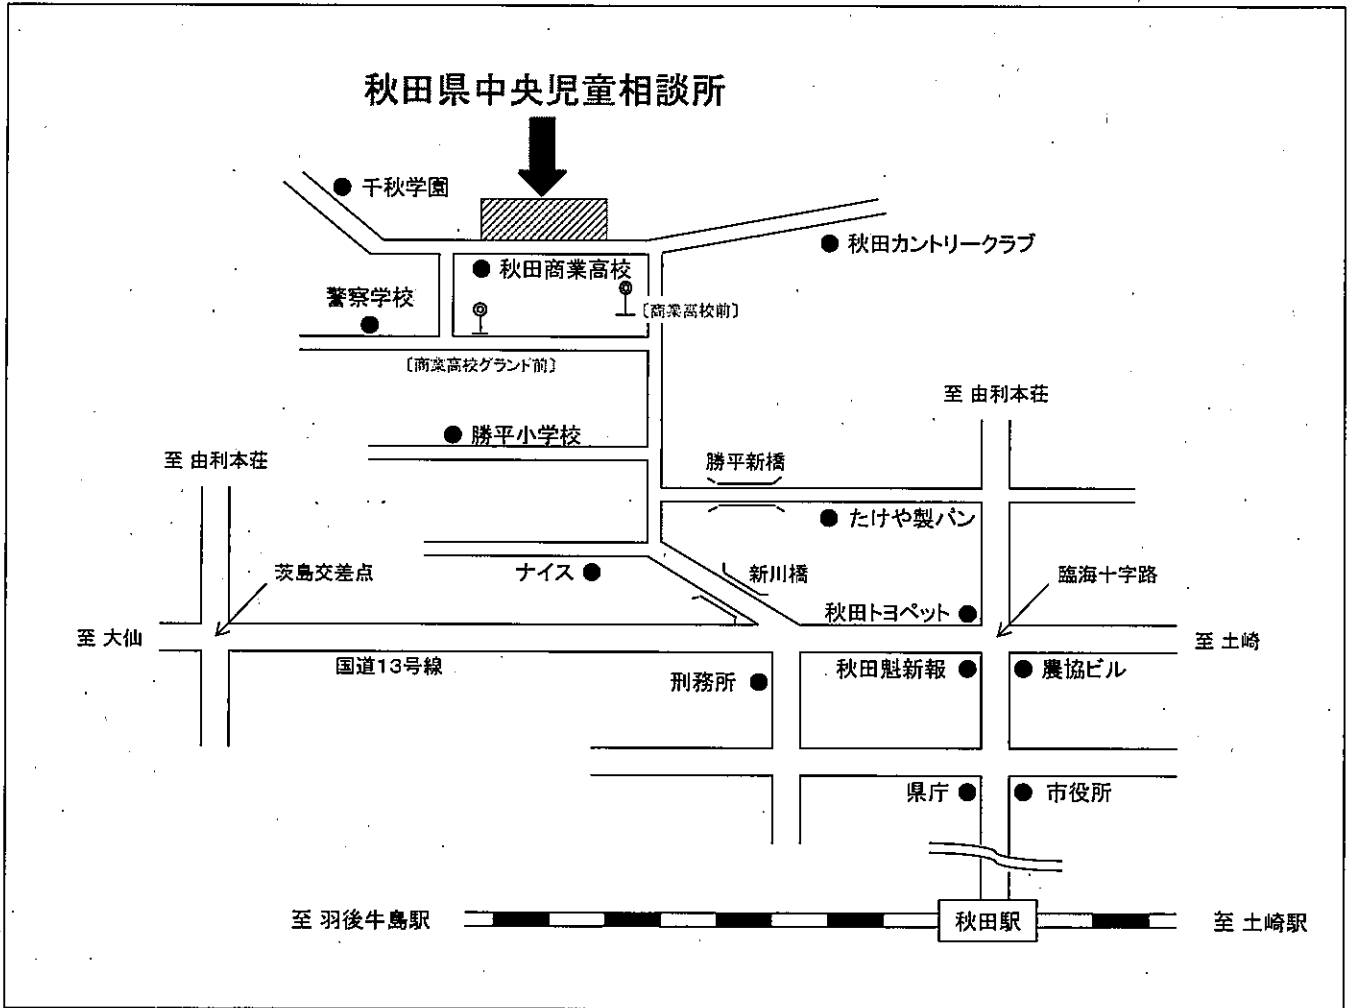 秋田県中央児童相談所
千秋学園
秋田カントリークラブ
秋田商業高校
警察学校
〔商業高校前〕
〔商業高校グランド前〕
至 由利本荘
勝平小学校
至 由利本荘
勝平新橋
たけや製パン
茨島交差点
ナイス
新川橋
臨海十字路
秋田トヨペット
至 大仙
至 土崎
国道13号線
刑務所
秋田魁新報
農協ビル
県庁
市役所
至 羽後牛島駅
秋田駅
至 土崎駅